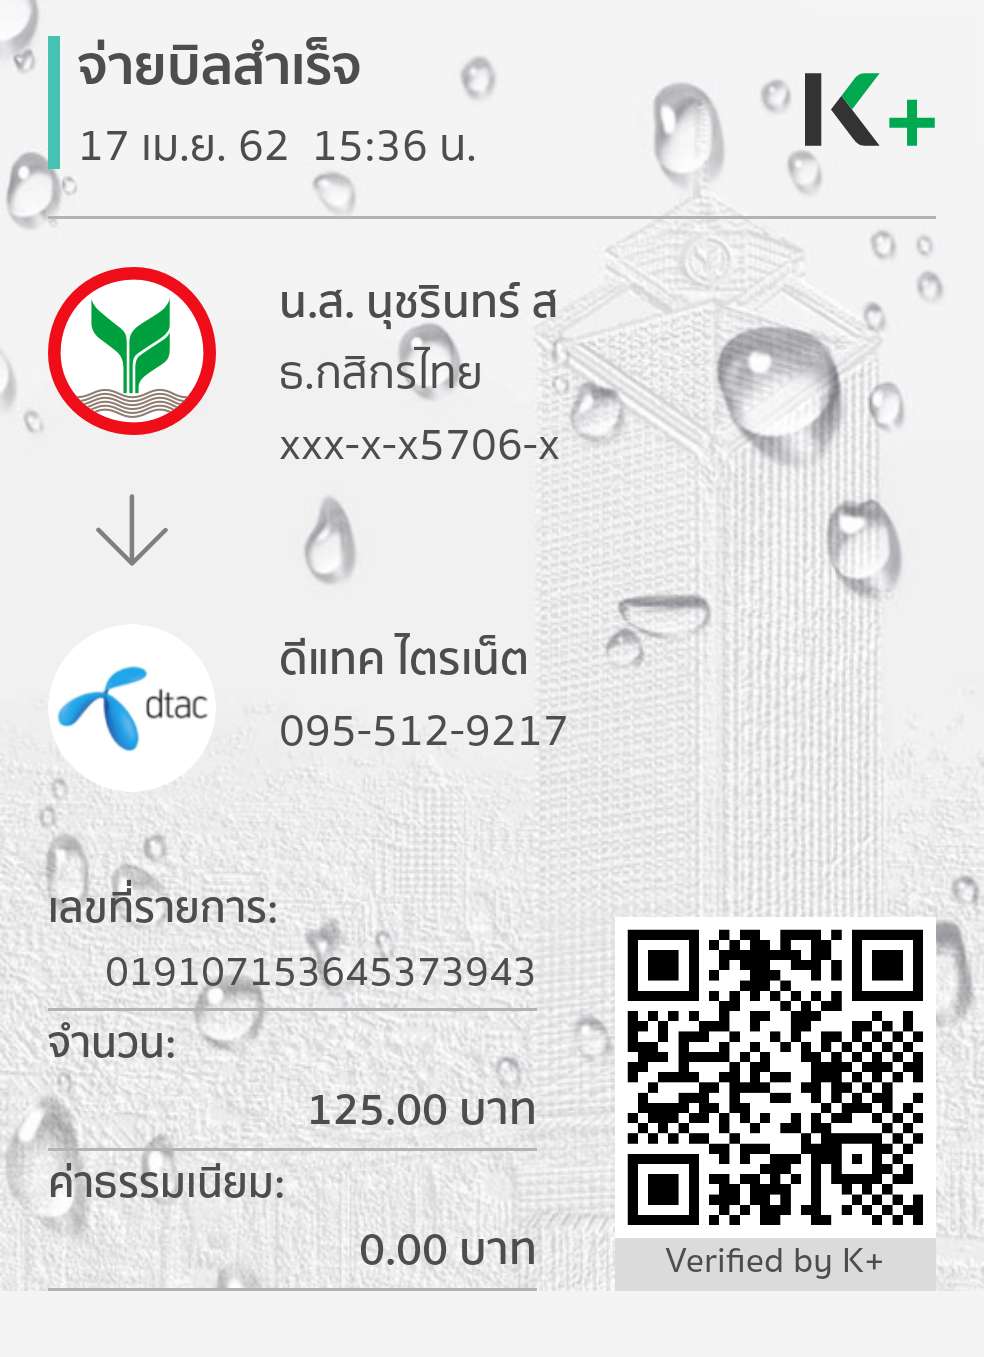 จ่ายบิลสำเร็จ
17 เม.ย. 62 15:36 น.
K+
น.ส. นุชรินทร์ ส
ธ.กสิกรไทย
xxx-x-x5706-x
dtac
ดีแทค ไตรเน็ต
095-512-9217
เลขที่รายการ:
019107153645373943
จำนวน:
125.00 บาท
ค่าธรรมเนียม:
0.00 บาท
Verified by K+